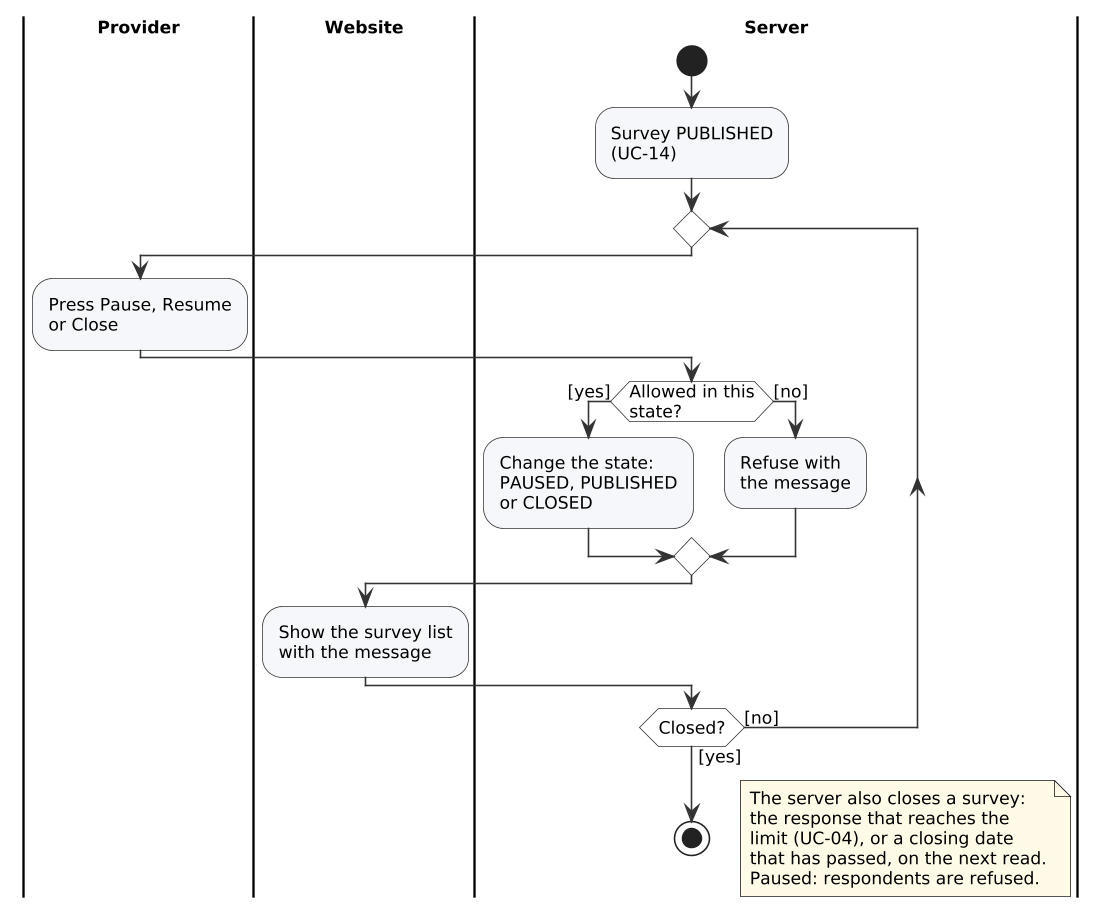 Provider
Website
Server
Survey PUBLISHED
(UC-14)
Press Pause, Resume
or Close
[yes]
Allowed in this
state?
[no]
Change the state:
PAUSED, PUBLISHED
or CLOSED
Refuse with
the message
Show the survey list
with the message
Closed?
[no]
[yes]
The server also closes a survey:
the response that reaches the
limit (UC-04), or a closing date
that has passed, on the next read.
Paused: respondents are refused.